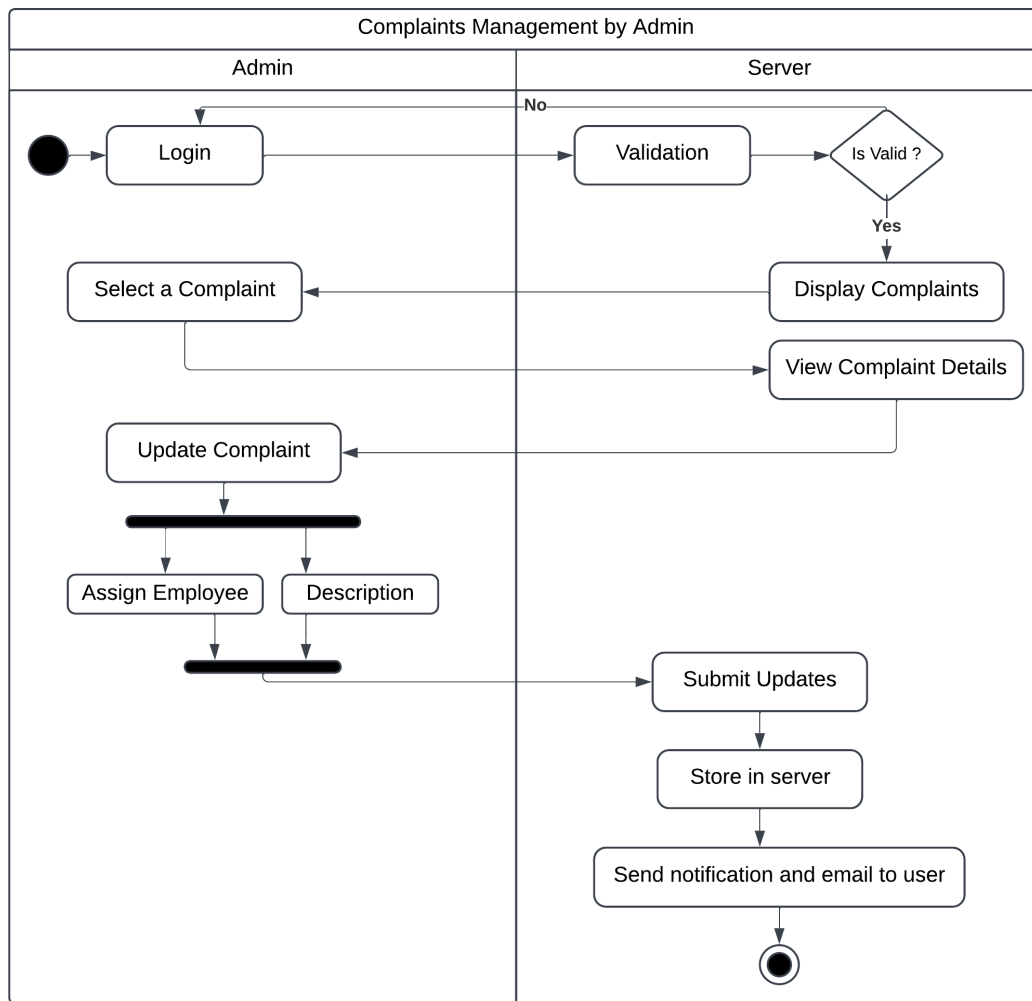 Complaints Management by Admin
Admin
Server
No
Login
Validation
Is Valid ?
Yes
Select a Complaint
Display Complaints
View Complaint Details
Update Complaint
Assign Employee
Description
Submit Updates
Store in server
Send notification and email to user